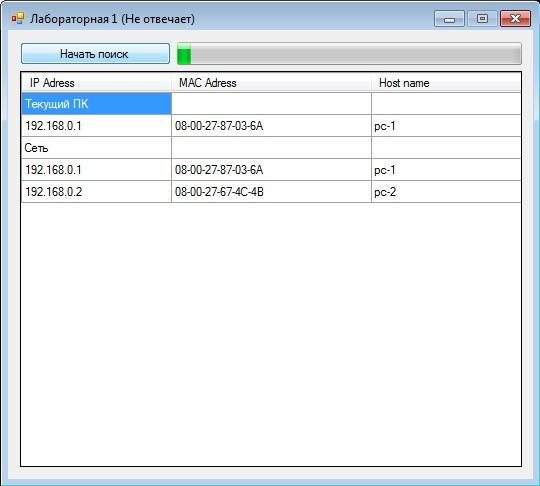 Лабораторная 1 (Не отвечает)
Начать поиск
IP Adress MAC Adress Host name
Текущий ПК
192.168.0.1 08-00-27-87-03-6A pc-1
Сеть
192.168.0.1 08-00-27-87-03-6A pc-1
192.168.0.2 08-00-27-67-4C-4B pc-2